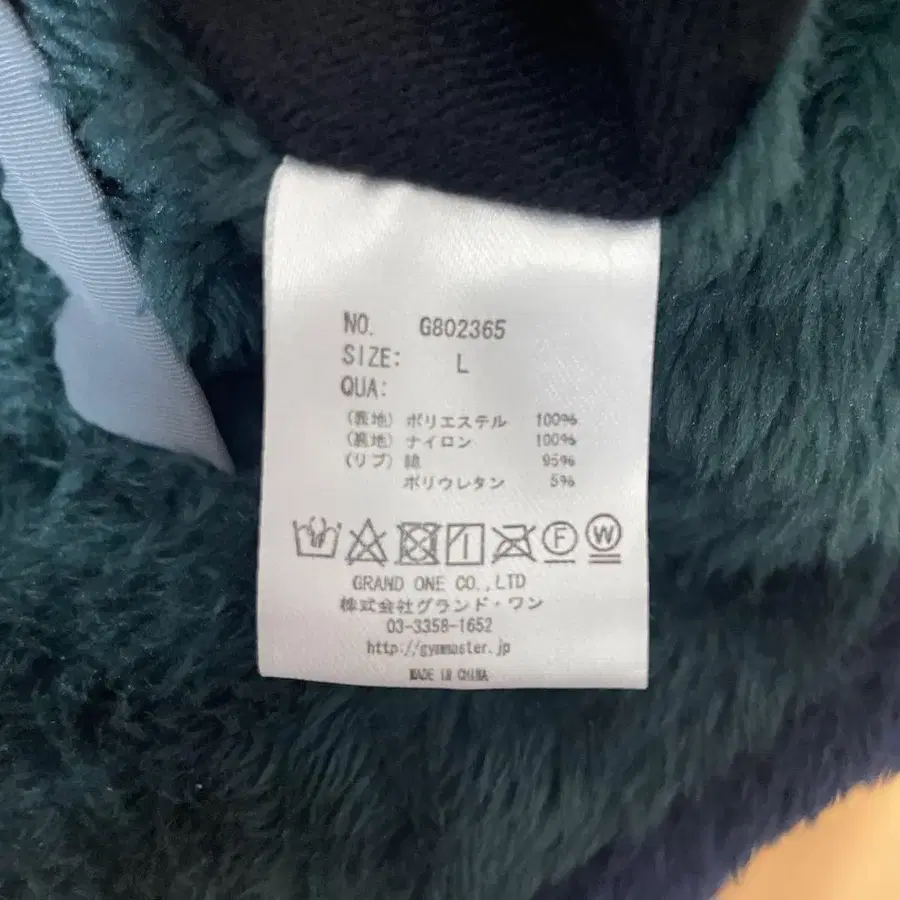 NO. G802365
SIZE: L
QUA:
(表地) ポリエステル 100%
(裏地) ナイロン 100%
(リブ) 綿 95%
ポリウレタン 5%
F W
GRAND ONE CO.,LTD
株式会社グランド・ワン
03-3358-1652
http://gymmaster.jp
MADE IN CHINA